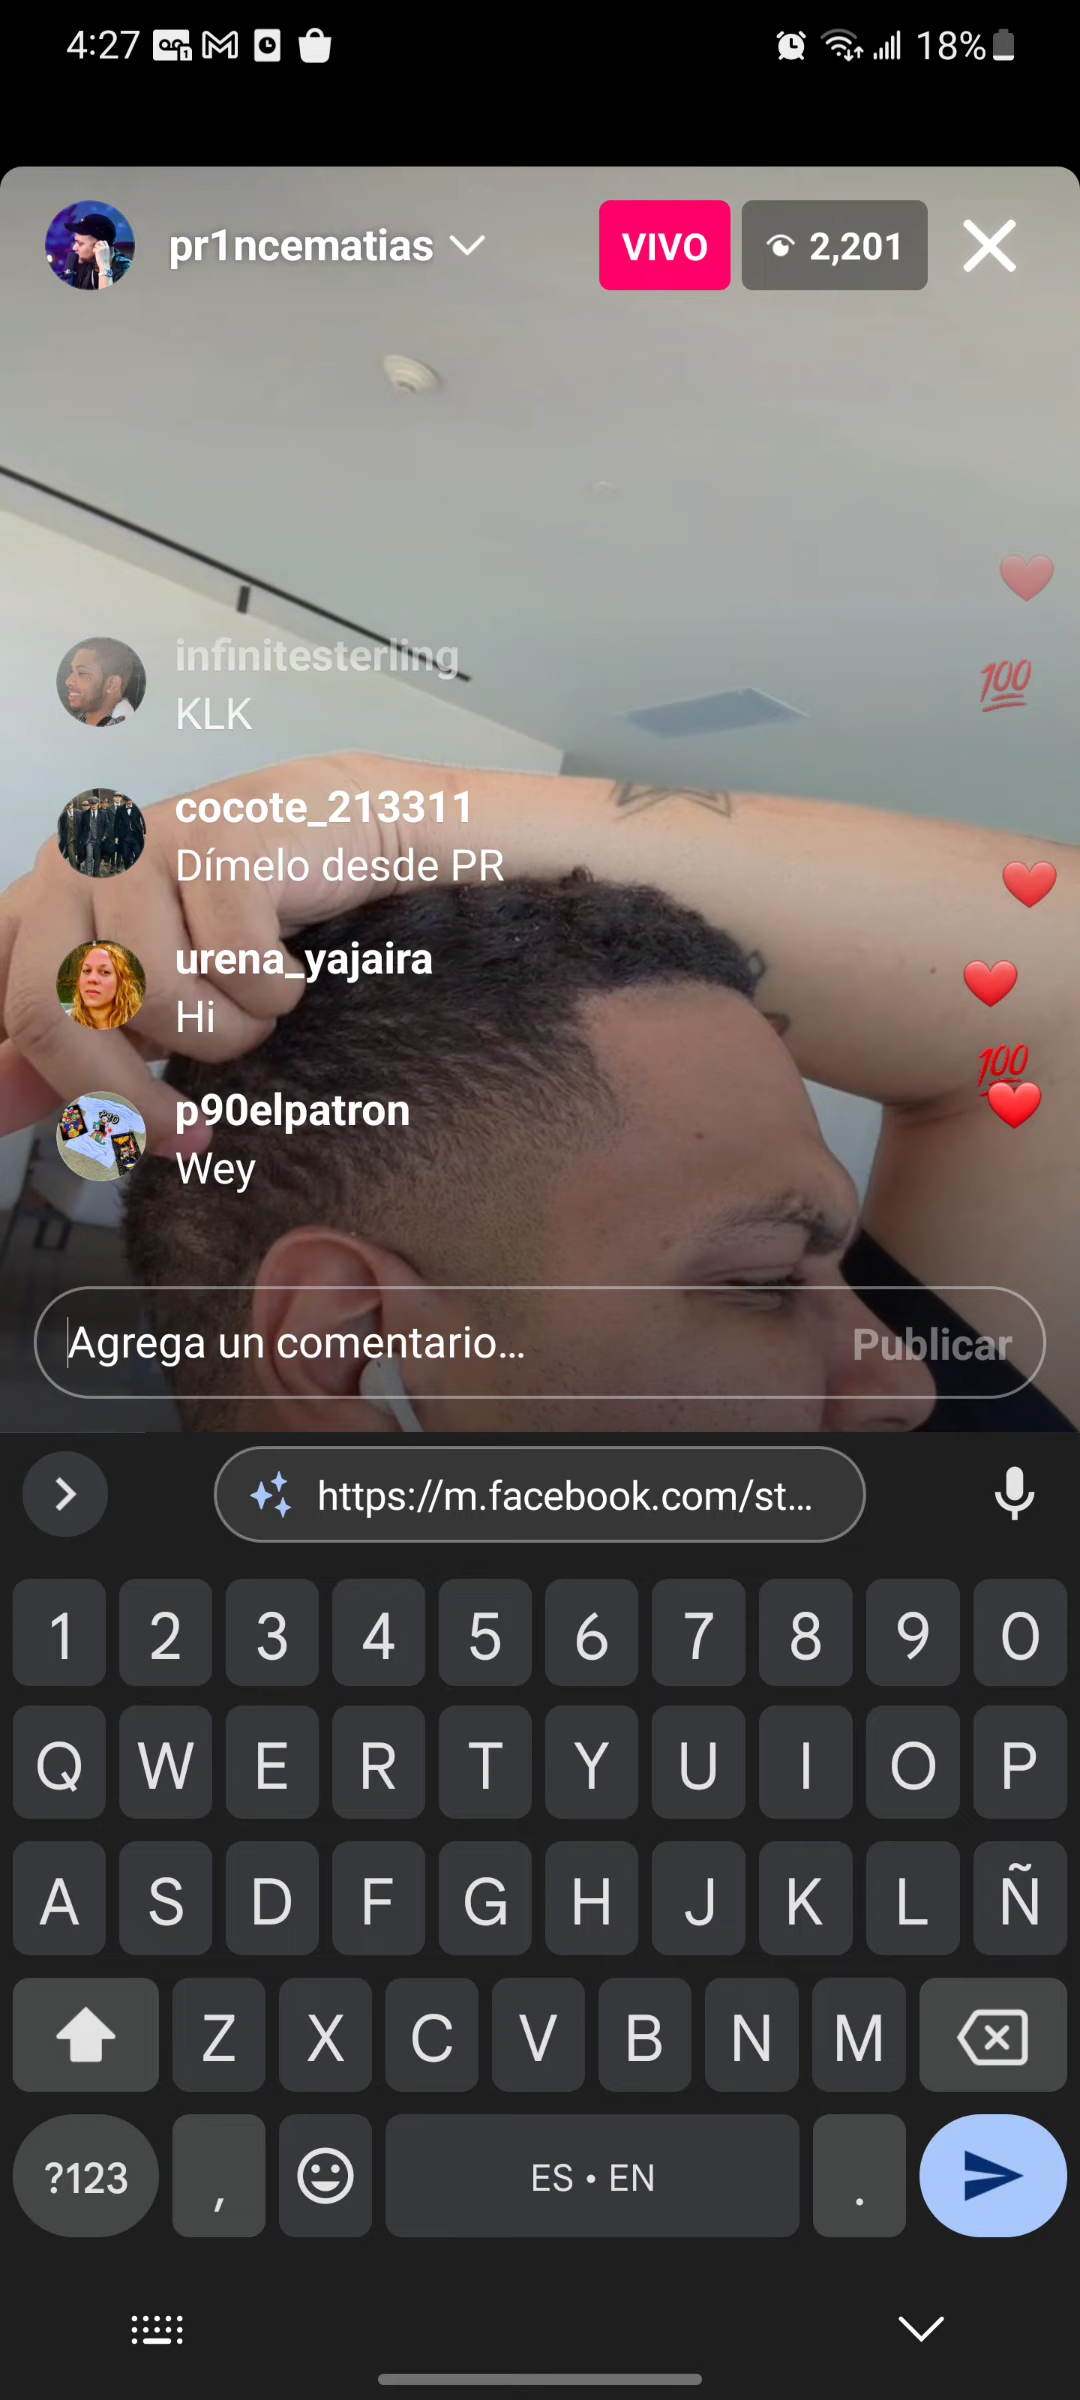 4:27
18%
pr1ncematias
VIVO
2,201
infinitesterling
KLK
💯
cocote_213311
Dímelo desde PR
urena_yajaira
Hi
💯
p90elpatron
Wey
Agrega un comentario...
Publicar
https://m.facebook.com/st...
1 2 3 4 5 6 7 8 9 0
Q W E R T Y U I O P
A S D F G H J K L Ñ
Z X C V B N M
?123 , ES • EN .